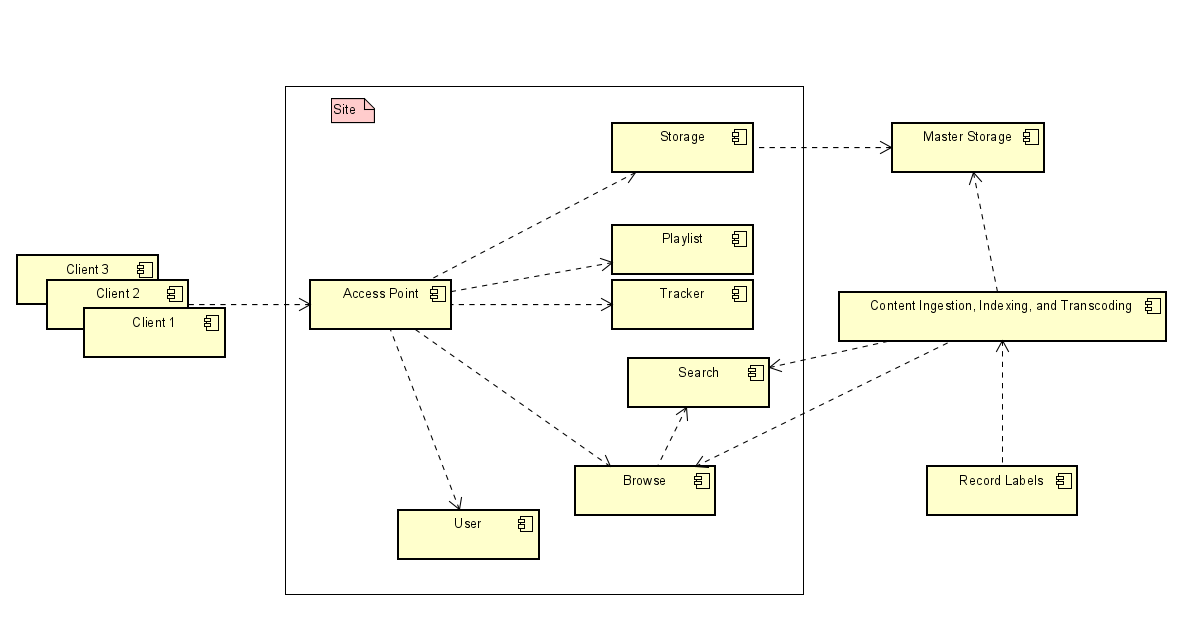 Site
Storage
Master Storage
Playlist
Client 3
Client 2
Client 1
Access Point
Tracker
Content Ingestion, Indexing, and Transcoding
Search
Browse
Record Labels
User